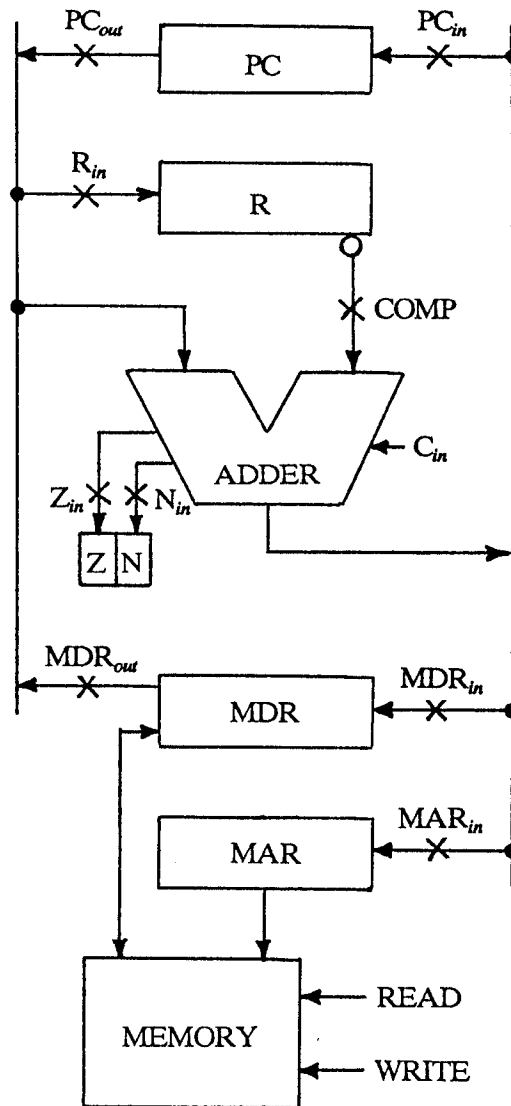 PC_out PC_in
PC
R_in
R
COMP
C_in
ADDER
Z_in N_in
Z N
MDR_out MDR_in
MDR
MAR_in
MAR
READ
MEMORY
WRITE